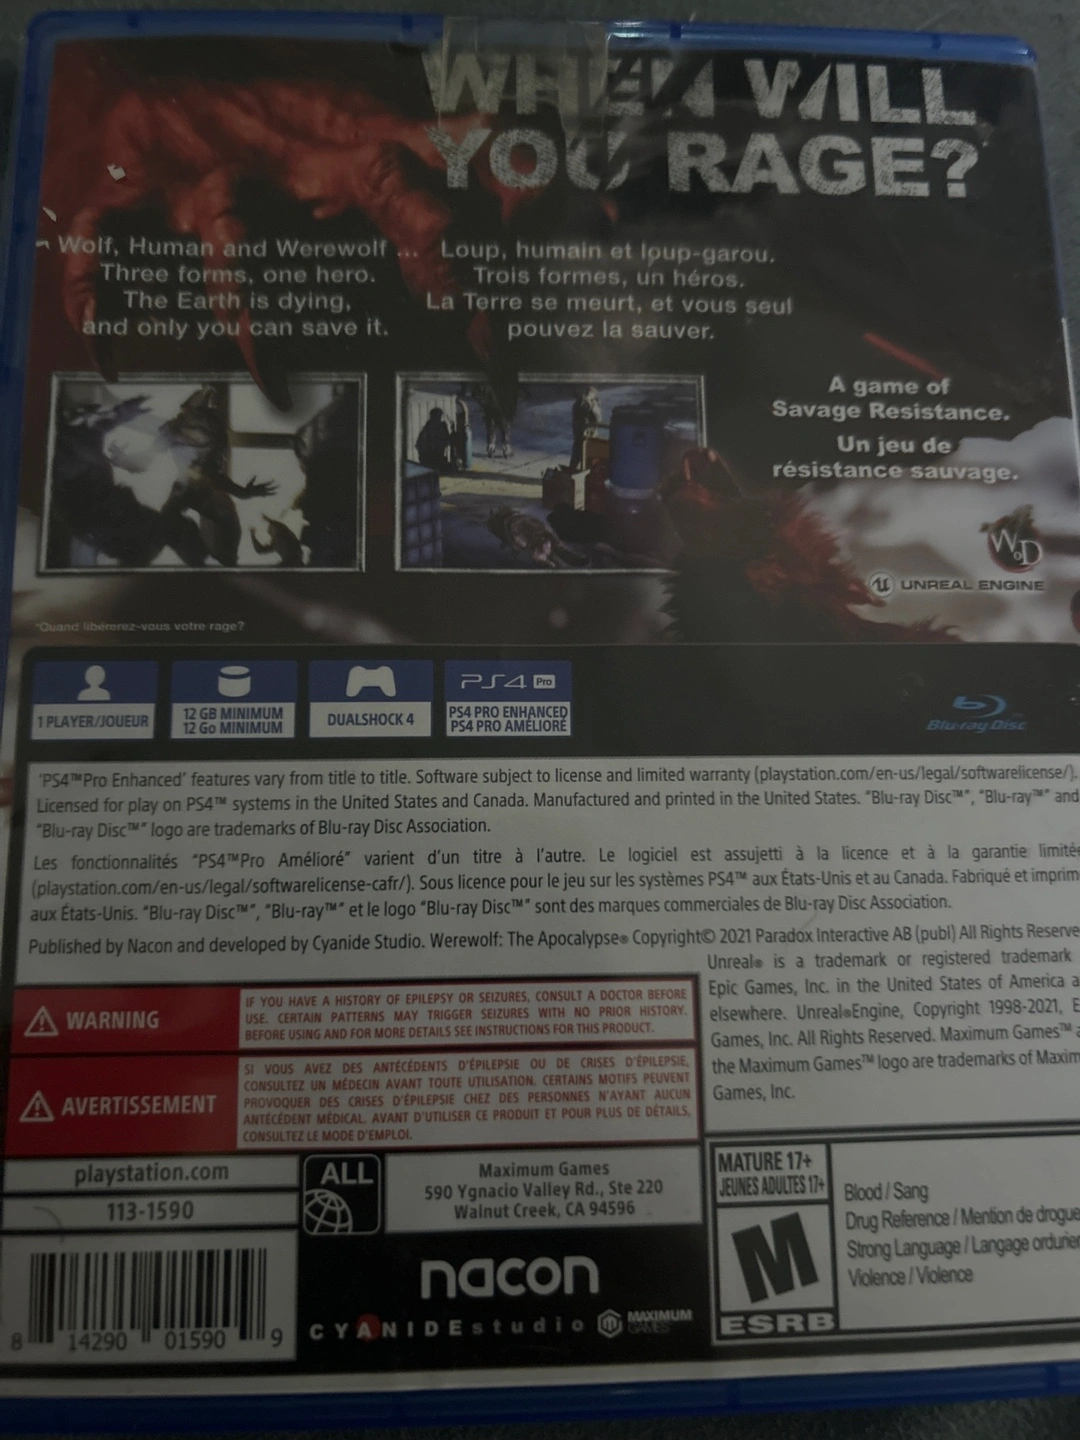 WHEN WILL
YOU RAGE?
Wolf, Human and Werewolf ...
Three forms, one hero.
The Earth is dying,
and only you can save it.
Loup, humain et loup-garou.
Trois formes, un héros.
La Terre se meurt, et vous seul
pouvez la sauver.
A game of
Savage Resistance.
Un jeu de
résistance sauvage.
WoD
UNREAL ENGINE
*Quand libérerez-vous votre rage?
1 PLAYER/JOUEUR
12 GB MINIMUM
12 Go MINIMUM
DUALSHOCK 4
PS4 Pro
PS4 PRO ENHANCED
PS4 PRO AMÉLIORÉ
Blu-ray Disc
'PS4™Pro Enhanced' features vary from title to title. Software subject to license and limited warranty (playstation.com/en-us/legal/softwarelicense/).
Licensed for play on PS4™ systems in the United States and Canada. Manufactured and printed in the United States. "Blu-ray Disc™", "Blu-ray™" and
"Blu-ray Disc™" logo are trademarks of Blu-ray Disc Association.
Les fonctionnalités "PS4™Pro Amélioré" varient d'un titre à l'autre. Le logiciel est assujetti à la licence et à la garantie limité
(playstation.com/en-us/legal/softwarelicense-cafr/). Sous licence pour le jeu sur les systèmes PS4™ aux États-Unis et au Canada. Fabriqué et imprim
aux États-Unis. "Blu-ray Disc™", "Blu-ray™" et le logo "Blu-ray Disc™" sont des marques commerciales de Blu-ray Disc Association.
Published by Nacon and developed by Cyanide Studio. Werewolf: The Apocalypse® Copyright© 2021 Paradox Interactive AB (publ) All Rights Reserve
Unreal® is a trademark or registered trademark
Epic Games, Inc. in the United States of America a
elsewhere. Unreal®Engine, Copyright 1998-2021, E
Games, Inc. All Rights Reserved. Maximum Games™ a
the Maximum Games™ logo are trademarks of Maxim
Games, Inc.
WARNING
IF YOU HAVE A HISTORY OF EPILEPSY OR SEIZURES, CONSULT A DOCTOR BEFORE
USE. CERTAIN PATTERNS MAY TRIGGER SEIZURES WITH NO PRIOR HISTORY.
BEFORE USING AND FOR MORE DETAILS SEE INSTRUCTIONS FOR THIS PRODUCT.
AVERTISSEMENT
SI VOUS AVEZ DES ANTÉCÉDENTS D'ÉPILEPSIE OU DE CRISES D'ÉPILEPSIE,
CONSULTEZ UN MÉDECIN AVANT TOUTE UTILISATION. CERTAINS MOTIFS PEUVENT
PROVOQUER DES CRISES D'ÉPILEPSIE CHEZ DES PERSONNES N'AYANT AUCUN
ANTÉCÉDENT MÉDICAL. AVANT D'UTILISER CE PRODUIT ET POUR PLUS DE DÉTAILS,
CONSULTEZ LE MODE D'EMPLOI.
playstation.com
113-1590
ALL
Maximum Games
590 Ygnacio Valley Rd., Ste 220
Walnut Creek, CA 94596
MATURE 17+
JEUNES ADULTES 17+
M
ESRB
Blood / Sang
Drug Reference / Mention de drogue
Strong Language / Langage ordurier
Violence / Violence
nacon
CYANIDE studio
MAXIMUM
GAMES
8 14290 01590 9